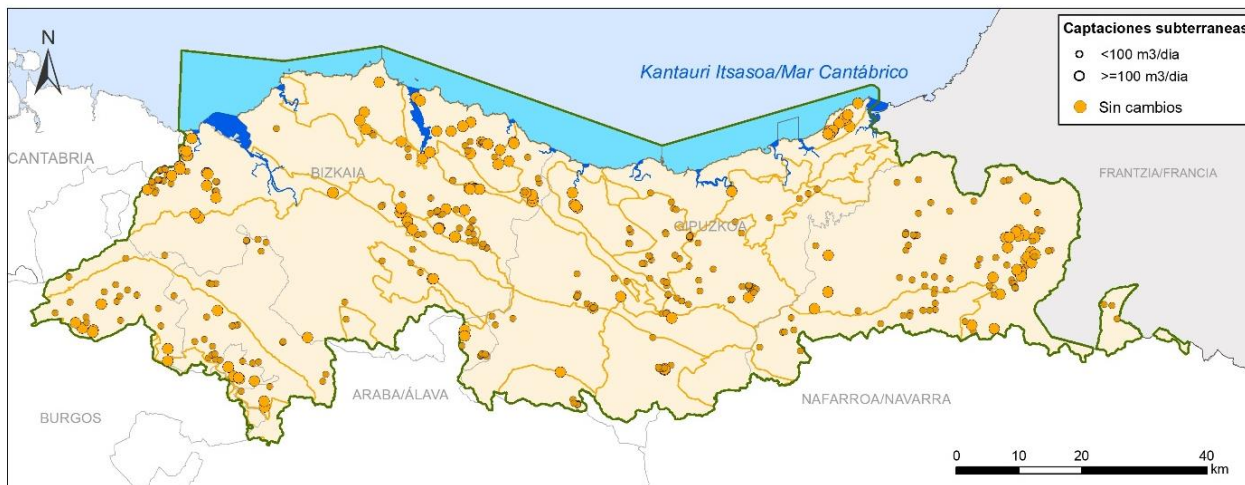 N
Captaciones subterraneas
<100 m3/dia
>=100 m3/dia
Sin cambios
Kantauri Itsasoa/Mar Cantábrico
CANTABRIA
BIZKAIA
FRANTZIA/FRANCIA
GIPUZKOA
ARABA/ÁLAVA
NAFARROA/NAVARRA
BURGOS
0 10 20 40
km